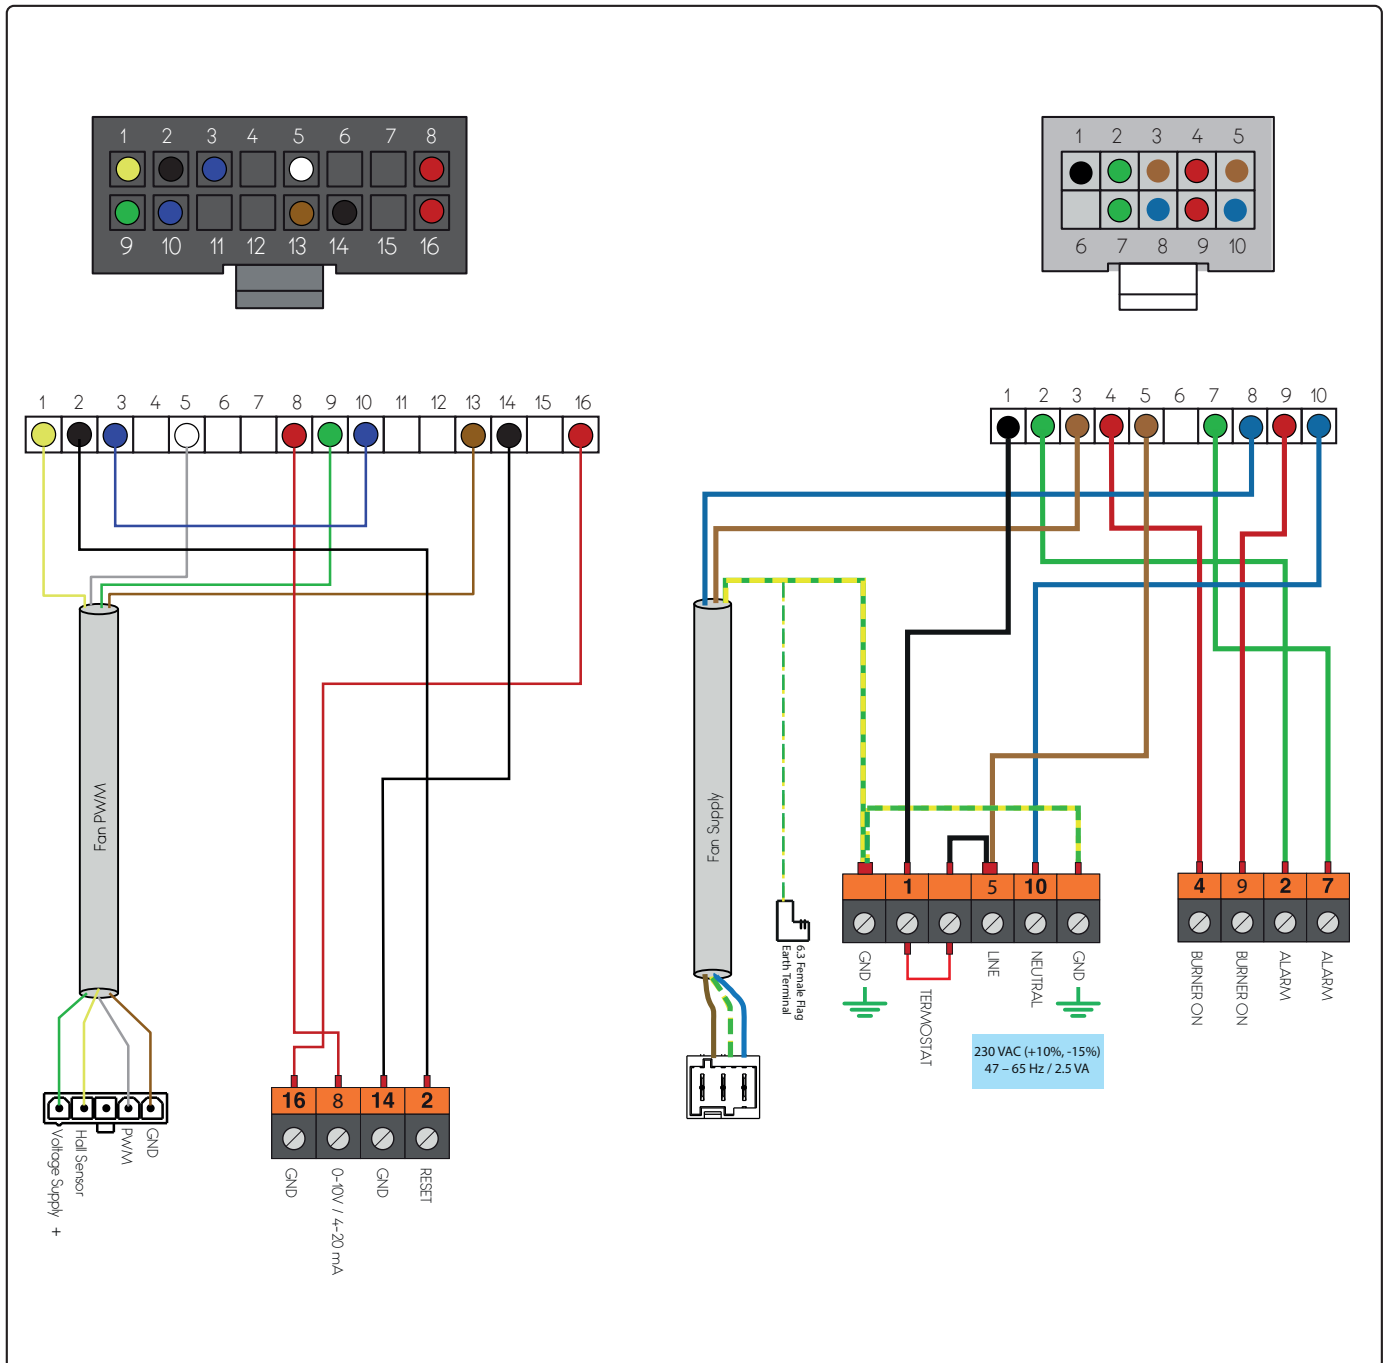 1 2 3 4 5 6 7 8
9 10 11 12 13 14 15 16
1 2 3 4 5
6 7 8 9 10
1 2 3 4 5 6 7 8 9 10 11 12 13 14 15 16
1 2 3 4 5 6 7 8 9 10
Fan PWM
Voltage Supply +
Hall Sensor
PWM
GND
16 8 14 2
GND
0-10V / 4-20 mA
GND
RESET
Fan Supply
6.3 Female Flag
Earth Terminal
1 5 10
GND
TERMOSTAT
LINE
NEUTRAL
GND
230 VAC (+10%, -15%)
47 – 65 Hz / 2.5 VA
4 9 2 7
BURNER ON
BURNER ON
ALARM
ALARM